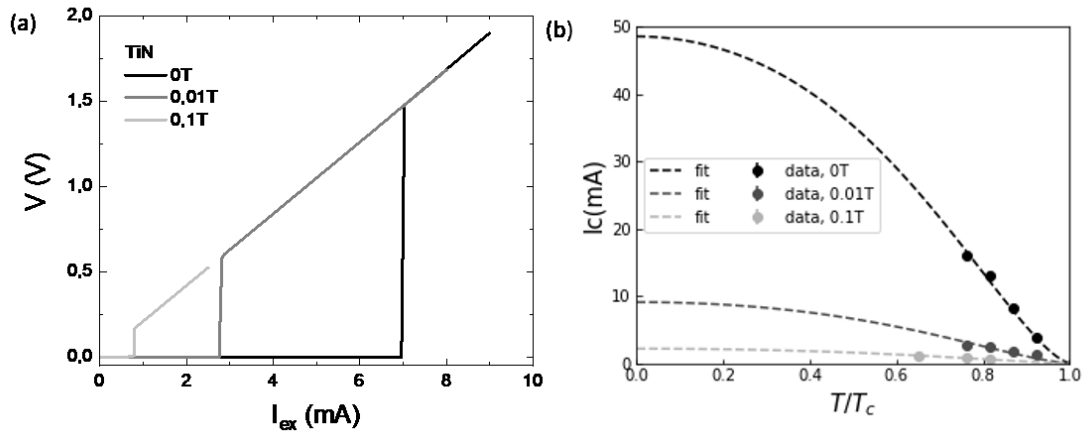 (a)
2,0
1,5
1,0
0,5
0,0
V (V)
TiN
0T
0,01T
0,1T
0 2 4 6 8 10
I_ex (mA)
(b)
50
40
30
20
10
0
Ic(mA)
fit data, 0T
fit data, 0.01T
fit data, 0.1T
0.0 0.2 0.4 0.6 0.8 1.0
T/T_c